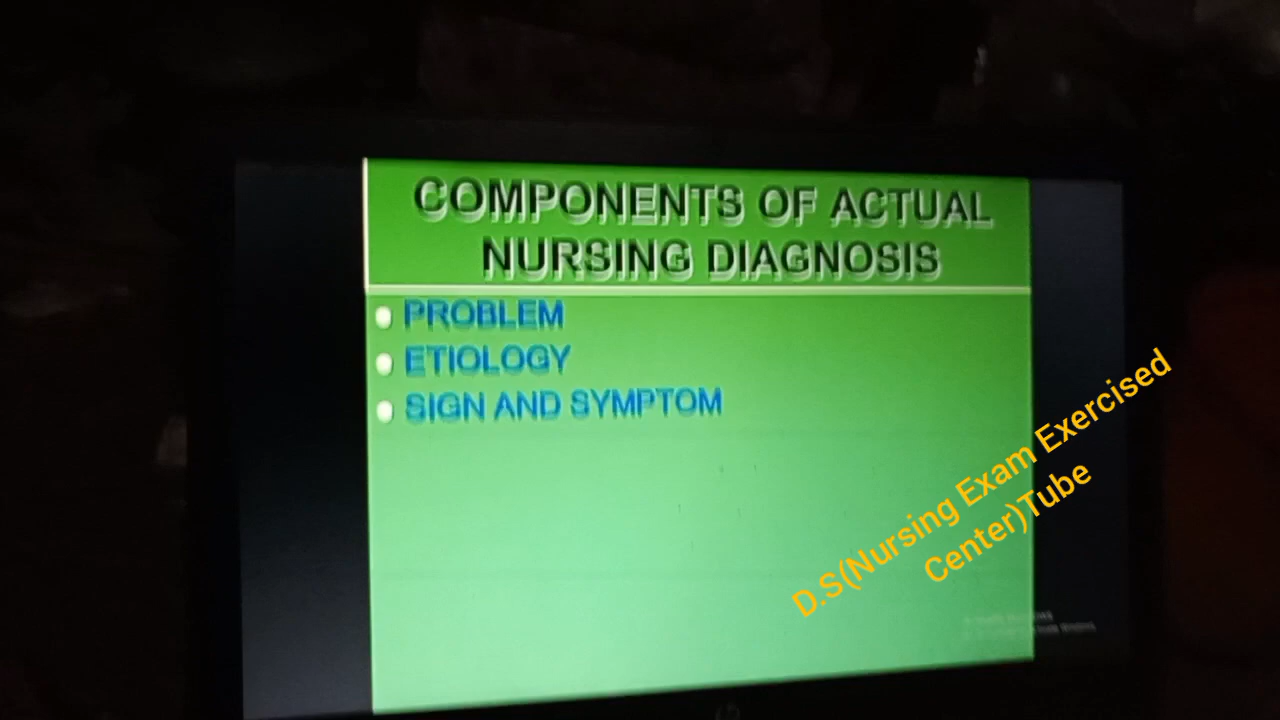 COMPONENTS OF ACTUAL
NURSING DIAGNOSIS
PROBLEM
ETIOLOGY
SIGN AND SYMPTOM
D.S(Nursing Exam Exercised
Center)Tube